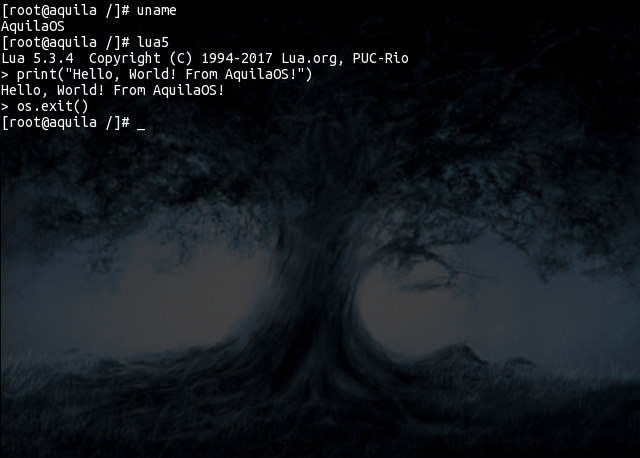 [root@aquila /]# uname
AquilaOS
[root@aquila /]# lua5
Lua 5.3.4  Copyright (C) 1994-2017 Lua.org, PUC-Rio
> print("Hello, World! From AquilaOS!")
Hello, World! From AquilaOS!
> os.exit()
[root@aquila /]# _